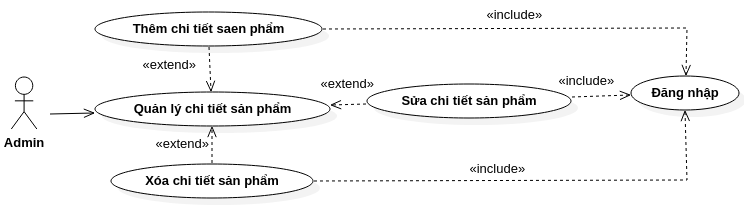 «include»
Thêm chi tiết saen phẩm
«extend»
«extend»
«include»
Quản lý chi tiết sản phẩm
Sửa chi tiết sản phẩm
Đăng nhập
Admin
«extend»
«include»
Xóa chi tiết sản phẩm